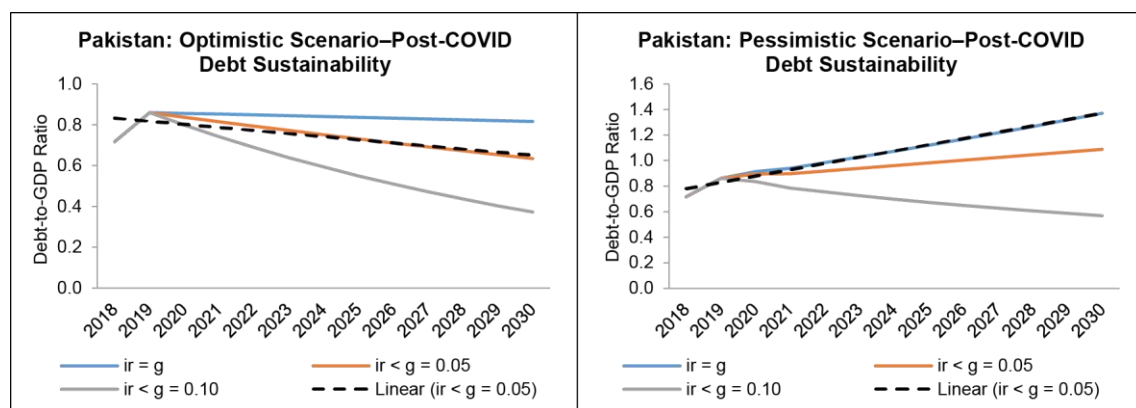 Pakistan: Optimistic Scenario–Post-COVID
Debt Sustainability
Debt-to-GDP Ratio
1.0
0.8
0.6
0.4
0.2
0.0
2018 2019 2020 2021 2022 2023 2024 2025 2026 2027 2028 2029 2030
ir = g
ir < g = 0.05
ir < g = 0.10
Linear (ir < g = 0.05)
Pakistan: Pessimistic Scenario–Post-COVID
Debt Sustainability
Debt-to-GDP Ratio
1.6
1.4
1.2
1.0
0.8
0.6
0.4
0.2
0.0
2018 2019 2020 2021 2022 2023 2024 2025 2026 2027 2028 2029 2030
ir = g
ir < g = 0.05
ir < g = 0.10
Linear (ir < g = 0.05)